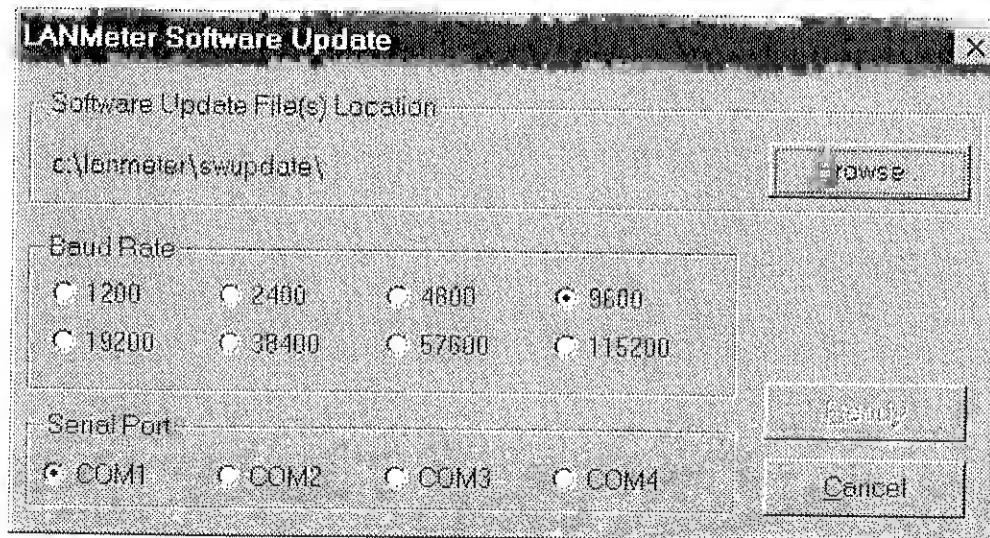 LANMeter Software Update
Software Update File(s) Location
c:\lanmeter\swupdate\
Browse...
Baud Rate
1200 2400 4800 9600
19200 38400 57600 115200
Serial Port
Ready
COM1 COM2 COM3 COM4
Cancel